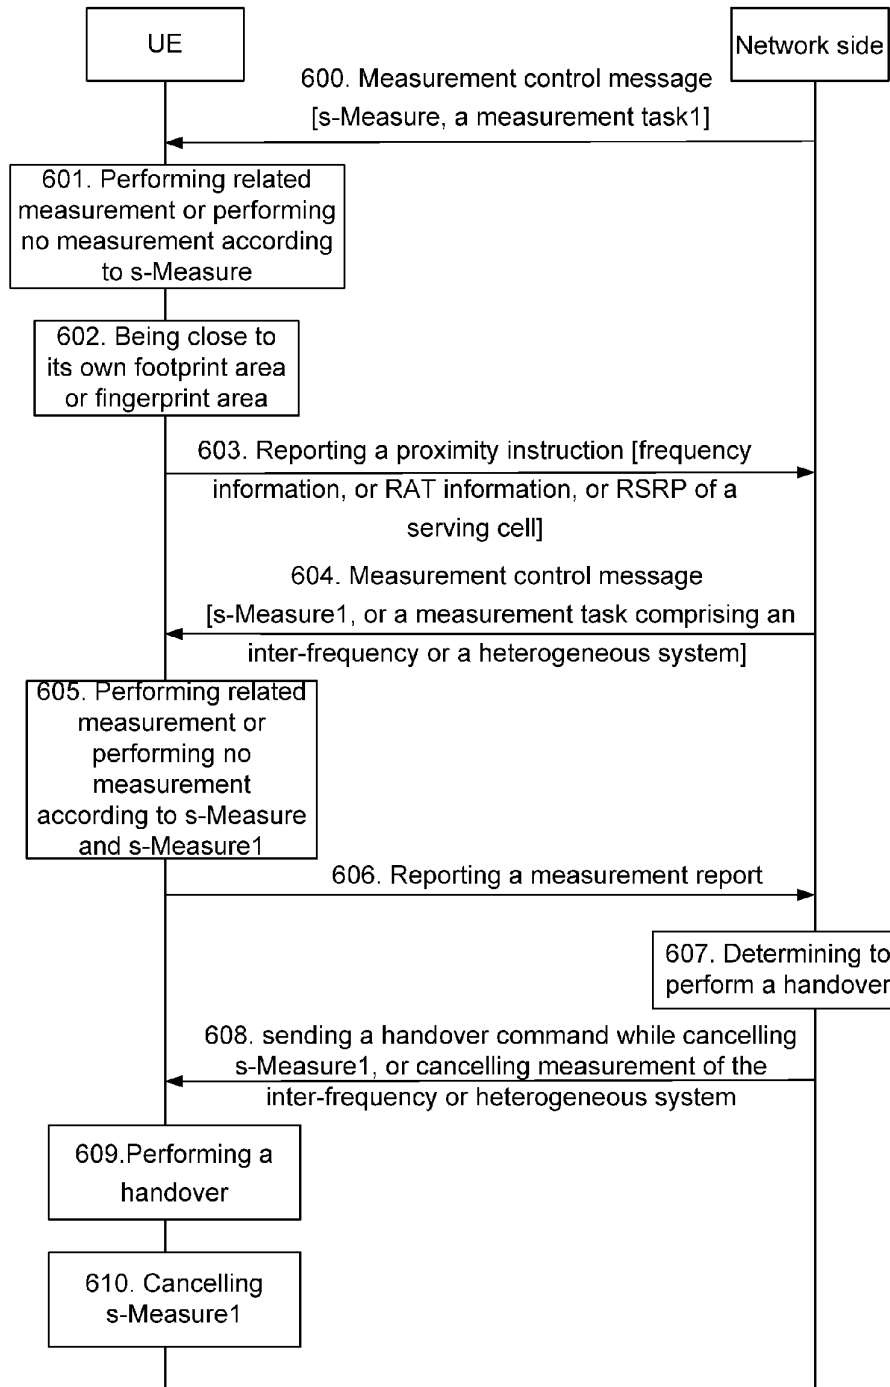 UE
Network side
600. Measurement control message
[s-Measure, a measurement task1]
601. Performing related
measurement or performing
no measurement according
to s-Measure
602. Being close to
its own footprint area
or fingerprint area
603. Reporting a proximity instruction [frequency
information, or RAT information, or RSRP of a
serving cell]
604. Measurement control message
[s-Measure1, or a measurement task comprising an
inter-frequency or a heterogeneous system]
605. Performing related
measurement or
performing no
measurement
according to s-Measure
and s-Measure1
606. Reporting a measurement report
607. Determining to
perform a handover
608. sending a handover command while cancelling
s-Measure1, or cancelling measurement of the
inter-frequency or heterogeneous system
609.Performing a
handover
610. Cancelling
s-Measure1